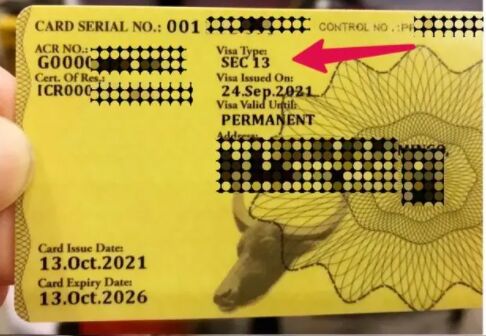 CARD SERIAL NO.: 001
CONTROL NO.:
ACR NO.:
G000
Cert. Of Res.:
ICR000
Visa Type:
SEC 13
Visa Issued On:
24.Sep.2021
Visa Valid Until:
PERMANENT
Address:
Card Issue Date:
13.Oct.2021
Card Expiry Date:
13.Oct.2026